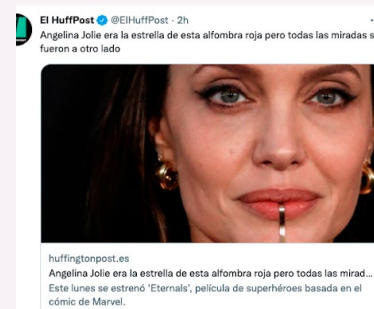 El HuffPost @ElHuffPost · 2h
Angelina Jolie era la estrella de esta alfombra roja pero todas las miradas s
fueron a otro lado
huffingtonpost.es
Angelina Jolie era la estrella de esta alfombra roja pero todas las mirad...
Este lunes se estrenó 'Eternals', película de superhéroes basada en el
cómic de Marvel.